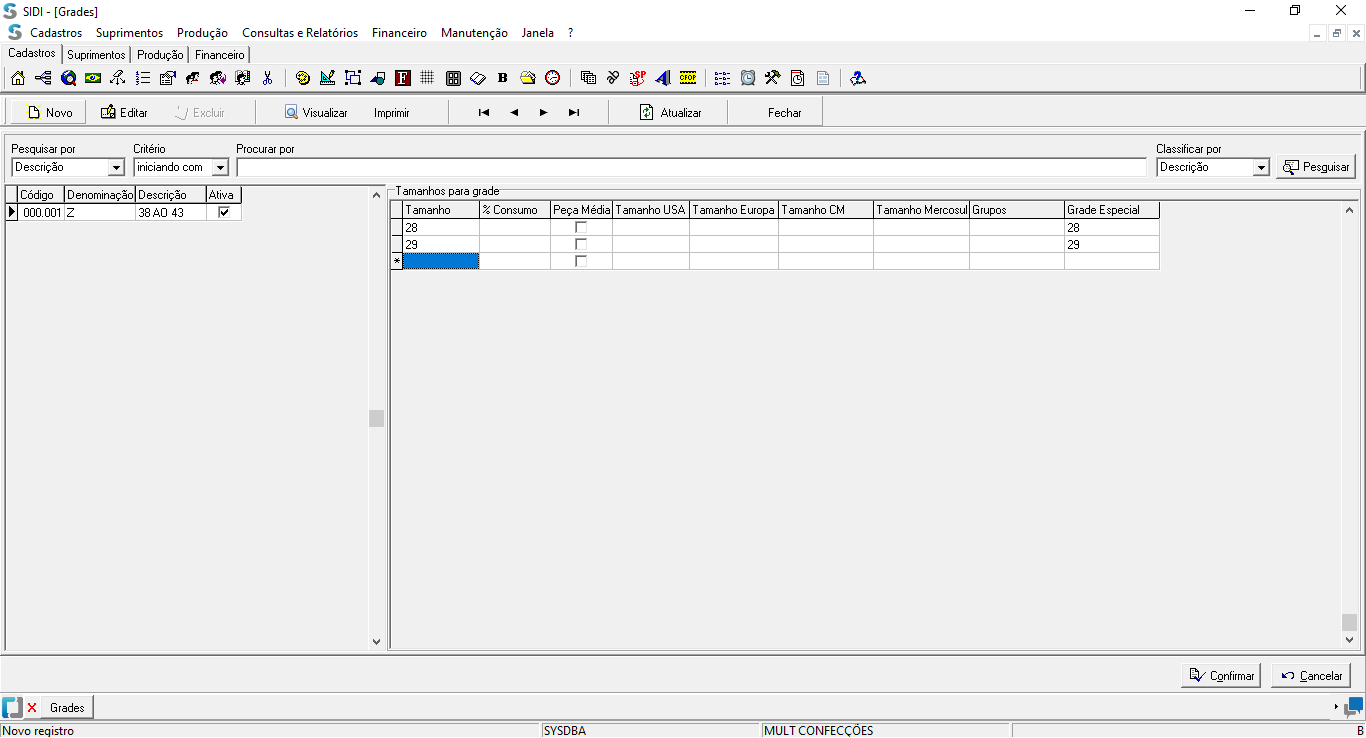 SIDI - [Grades]
Cadastros Suprimentos Produção Consultas e Relatórios Financeiro Manutenção Janela ?
Cadastros Suprimentos Produção Financeiro
B F SP CFOP
Novo Editar Excluir Visualizar Imprimir Atualizar Fechar
Pesquisar por Critério Procurar por Classificar por
Descrição iniciando com Descrição Pesquisar
Código Denominação Descrição Ativa
000.001 Z 38 AO 43
Tamanhos para grade
Tamanho % Consumo Peça Média Tamanho USA Tamanho Europa Tamanho CM Tamanho Mercosul Grupos Grade Especial
28 28
29 29
*
Confirmar Cancelar
Grades
Novo registro SYSDBA MULT CONFECÇÕES B